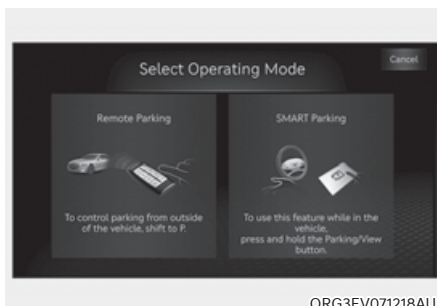 Cancel
Select Operating Mode
Remote Parking
SMART Parking
To control parking from outside
of the vehicle, shift to P.
To use this feature while in the
vehicle,
press and hold the Parking/View
button.
ORG3EV071218AU